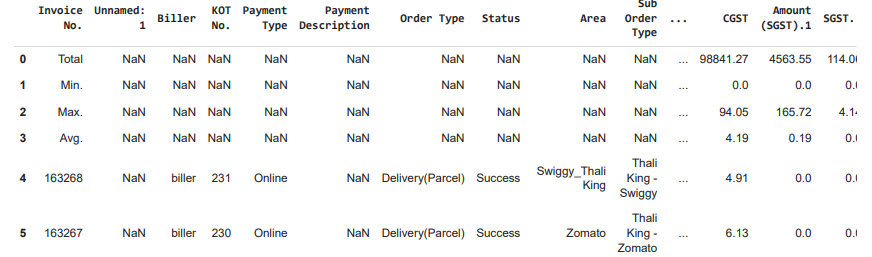 Invoice No. Unnamed: 1 Biller KOT No. Payment Type Payment Description Order Type Status Area Sub Order Type ... CGST Amount (SGST).1 SGST.
0 Total NaN NaN NaN NaN NaN NaN NaN NaN NaN ... 98841.27 4563.55 114.0
1 Min. NaN NaN NaN NaN NaN NaN NaN NaN NaN ... 0.0 0.0 0.
2 Max. NaN NaN NaN NaN NaN NaN NaN NaN NaN ... 94.05 165.72 4.1
3 Avg. NaN NaN NaN NaN NaN NaN NaN NaN NaN ... 4.19 0.19 0.
4 163268 NaN biller 231 Online NaN Delivery(Parcel) Success Swiggy_Thali King Thali King - Swiggy ... 4.91 0.0 0.
5 163267 NaN biller 230 Online NaN Delivery(Parcel) Success Zomato Thali King - Zomato ... 6.13 0.0 0.